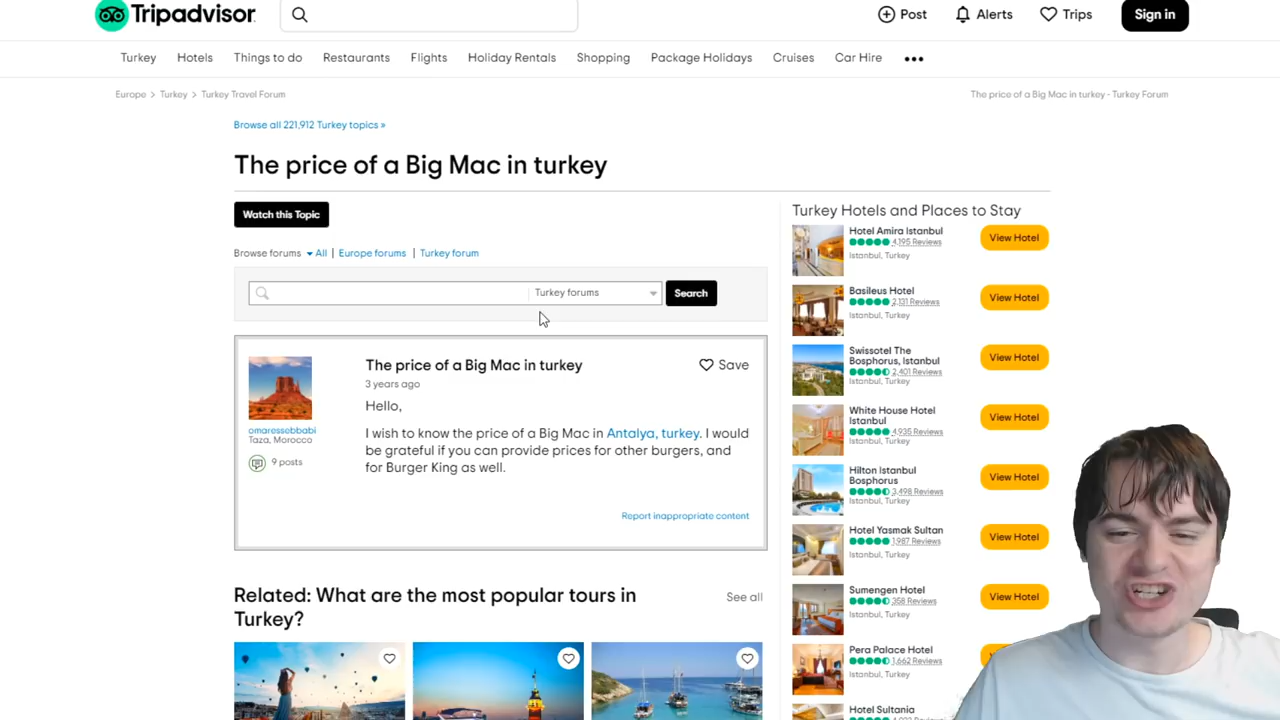 Tripadvisor
Post
Alerts
Trips
Sign in
Turkey
Hotels
Things to do
Restaurants
Flights
Holiday Rentals
Shopping
Package Holidays
Cruises
Car Hire
Europe > Turkey > Turkey Travel Forum
The price of a Big Mac in turkey - Turkey Forum
Browse all 221,912 Turkey topics »
The price of a Big Mac in turkey
Watch this Topic
Browse forums All | Europe forums | Turkey forum
Turkey forums
Search
The price of a Big Mac in turkey
Save
3 years ago
omaressebbabi
Taza, Morocco
9 posts
Hello,
I wish to know the price of a Big Mac in Antalya, turkey. I would
be grateful if you can provide prices for other burgers, and
for Burger King as well.
Report inappropriate content
Related: What are the most popular tours in
Turkey?
See all
Turkey Hotels and Places to Stay
Hotel Amira Istanbul
4,195 Reviews
Istanbul, Turkey
View Hotel
Basileus Hotel
2,131 Reviews
Istanbul, Turkey
View Hotel
Swissotel The
Bosphorus, Istanbul
2,401 Reviews
Istanbul, Turkey
View Hotel
White House Hotel
Istanbul
4,935 Reviews
Istanbul, Turkey
View Hotel
Hilton Istanbul
Bosphorus
3,498 Reviews
Istanbul, Turkey
View Hotel
Hotel Yasmak Sultan
1,987 Reviews
Istanbul, Turkey
View Hotel
Sumengen Hotel
358 Reviews
Istanbul, Turkey
View Hotel
Pera Palace Hotel
1,662 Reviews
Istanbul, Turkey
Hotel Sultania